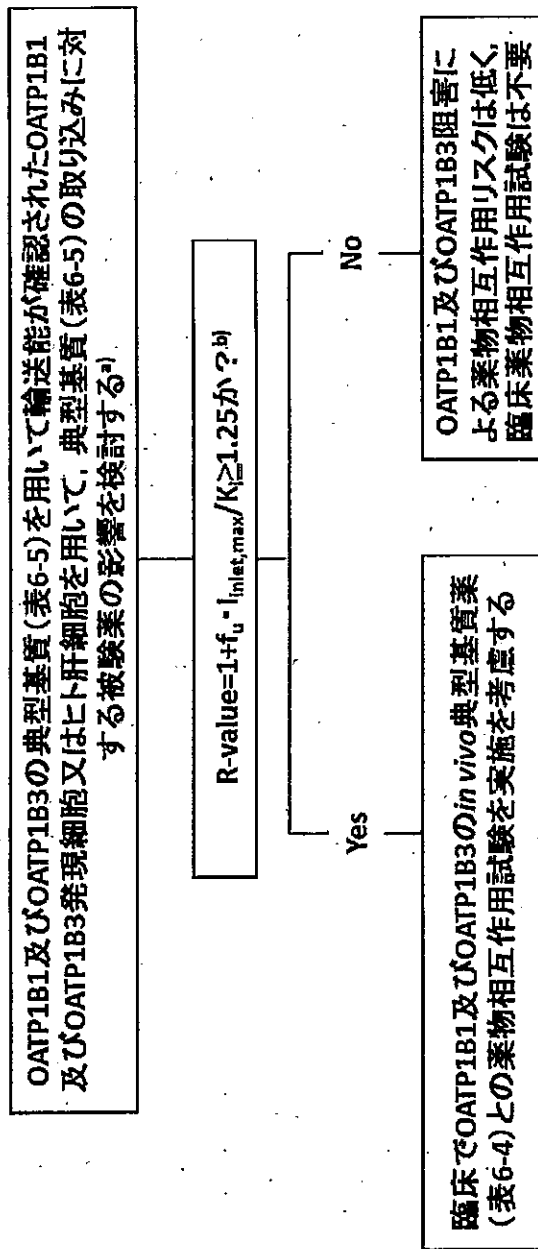 OATP1B1及びOATP1B3の典型基質(表6-5)を用いて輸送能が確認されたOATP1B1
及びOATP1B3発現細胞又はヒト肝細胞を用いて，典型基質(表6-5)の取り込みに対
する被験薬の影響を検討するa)
R-value=1+fu・Iinlet,max/Ki≧1.25か？b)
Yes
No
臨床でOATP1B1及びOATP1B3のin vivo典型基質薬
(表6-4)との薬物相互作用試験を実施を考慮する
OATP1B1及びOATP1B3阻害に
よる薬物相互作用リスクは低く，
臨床薬物相互作用試験は不要